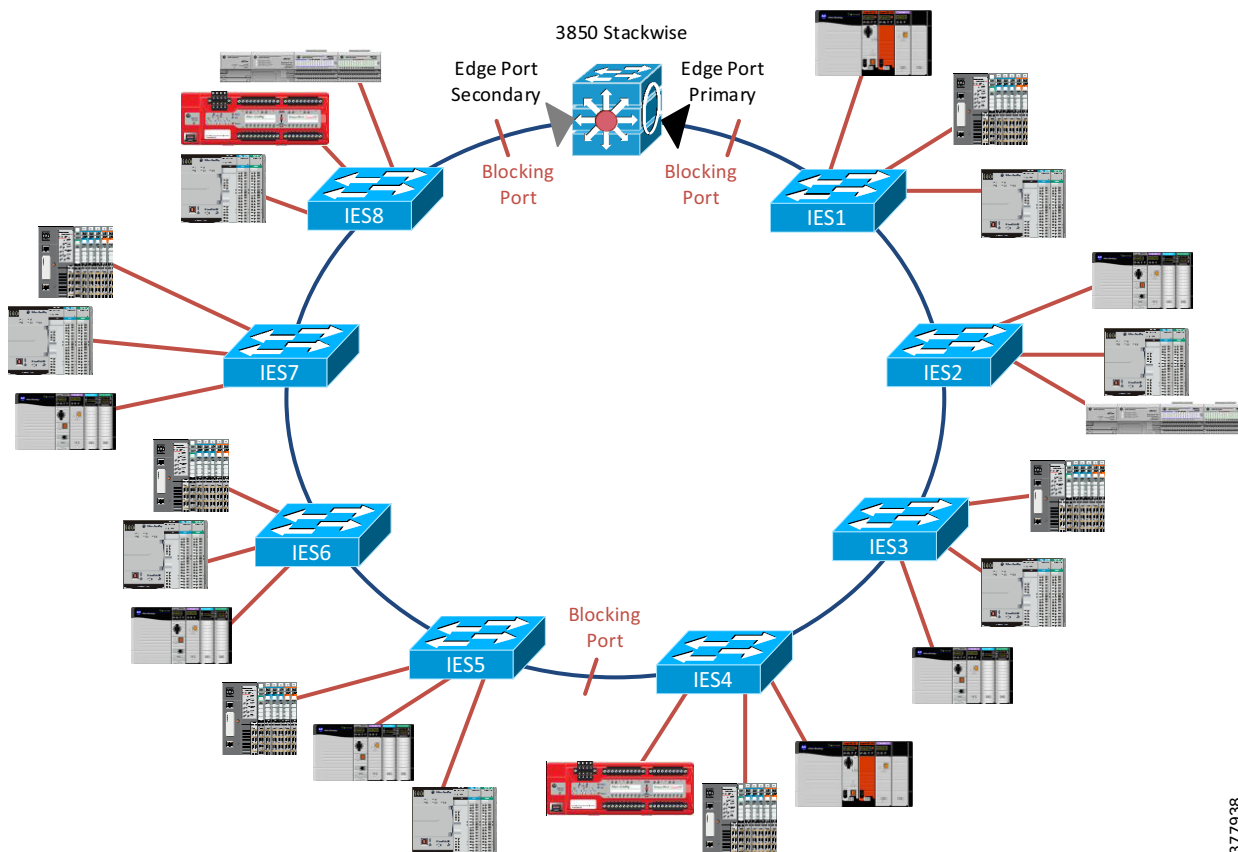 3850 Stackwise
Edge Port
Secondary
Edge Port
Primary
Blocking
Port
Blocking
Port
IES8
IES1
IES7
IES2
IES6
IES3
Blocking
Port
IES5
IES4
377938